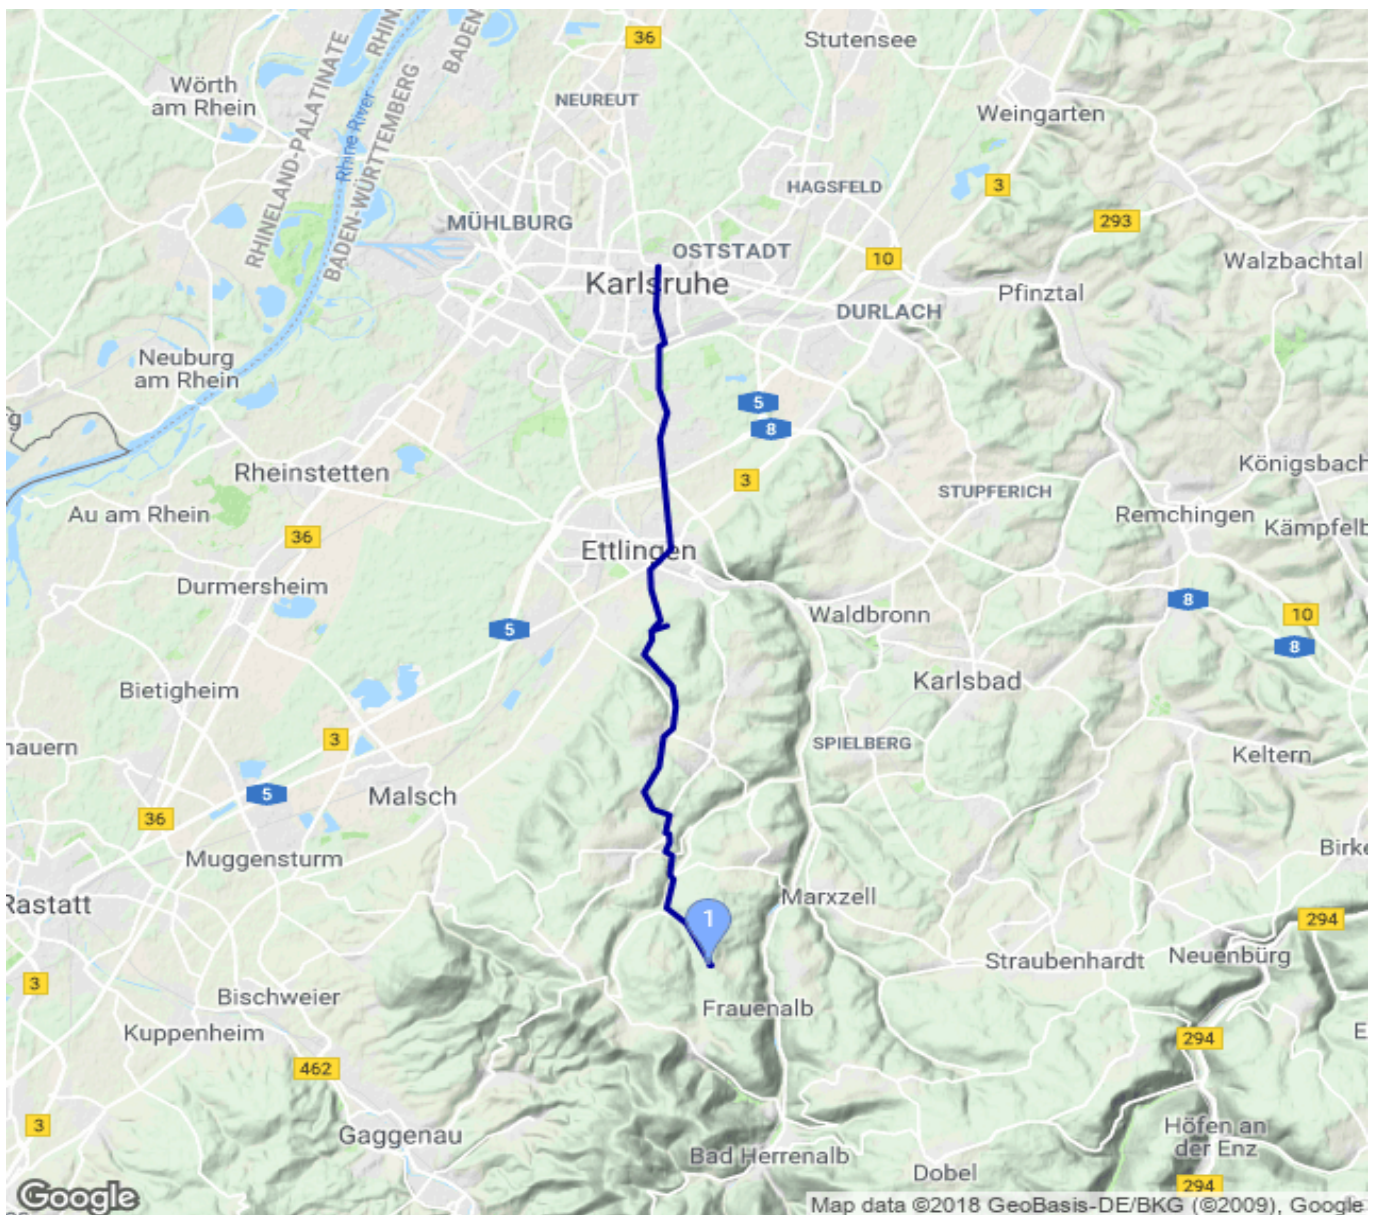 36
Stutensee
RHINELAND-PALATINATE
RHIN
BADEN
Wörth
am Rhein
NEUREUT
Weingarten
Rhine River
BADEN-WÜRTTEMBERG
HAGSFELD
3
MÜHLBURG
293
OSTSTADT
10
Walzbachtal
Karlsruhe
Pfinztal
DURLACH
Neuburg
am Rhein
5
8
g
Rheinstetten
3
Königsbach
STUPFERICH
Au am Rhein
Remchingen
Kämpfelb
36
Ettlingen
Durmersheim
8
Waldbronn
10
5
8
Bietigheim
Karlsbad
nauern
3
SPIELBERG
Keltern
5
Malsch
36
Birke
Muggensturm
Marxzell
Rastatt
1
294
Straubenhardt
Neuenbürg
3
Bischweier
Frauenalb
Kuppenheim
294
E
462
3
Gaggenau
Höfen an
der Enz
Bad Herrenalb
Dobel
294
Google
Map data ©2018 GeoBasis-DE/BKG (©2009), Google